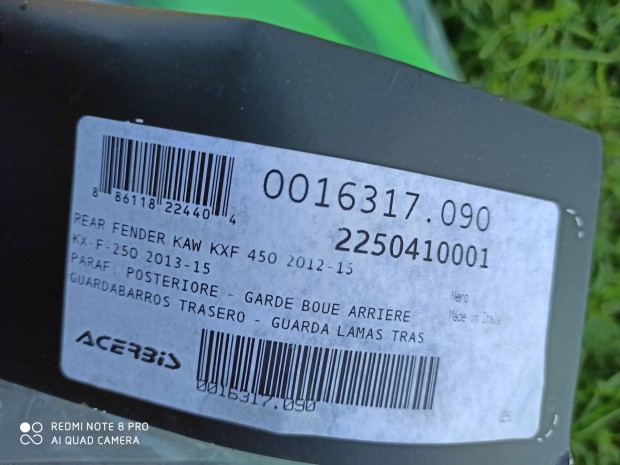 8 86118 22440 4
0016317.090
2250410001
REAR FENDER KAW KXF 450 2012-15
KX-F-250 2013-15
PARAF. POSTERIORE - GARDE BOUE ARRIERE
GUARDABARROS TRASERO - GUARDA LAMAS TRAS
Nero
Made in Italy
ACERBIS
0016317.090
REDMI NOTE 8 PRO
AI QUAD CAMERA